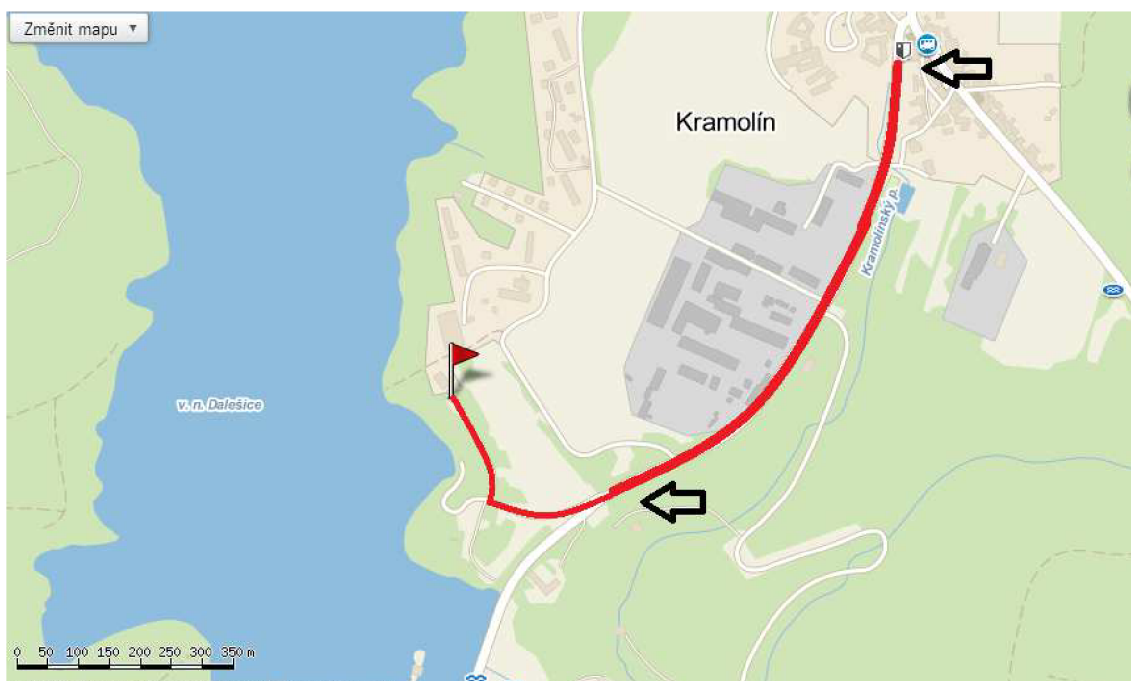 Změnit mapu
Kramolín
Kramolínský p.
v. n. Dalešice
0 50 100 150 200 250 300 350 m